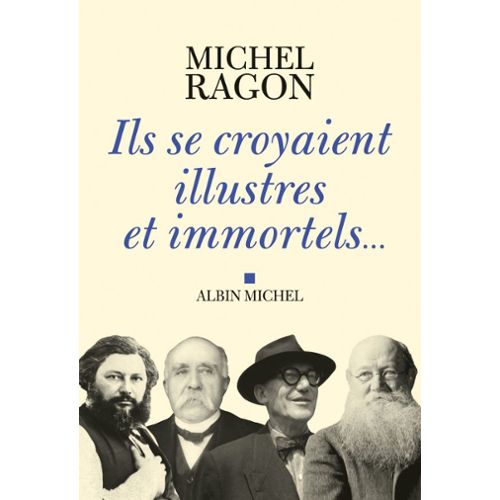 MICHEL
RAGON
Ils se croyaient
illustres
et immortels...
ALBIN MICHEL